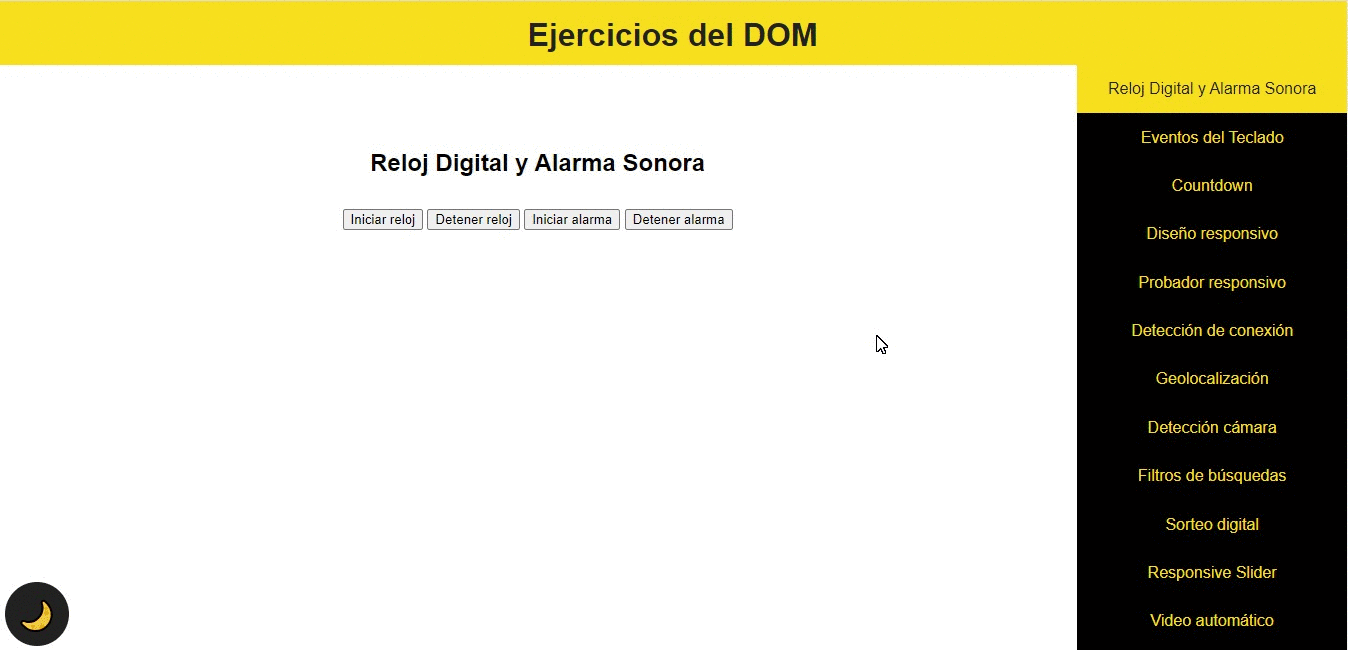 Ejercicios del DOM
Reloj Digital y Alarma Sonora
Iniciar reloj Detener reloj Iniciar alarma Detener alarma
Reloj Digital y Alarma Sonora
Eventos del Teclado
Countdown
Diseño responsivo
Probador responsivo
Detección de conexión
Geolocalización
Detección cámara
Filtros de búsquedas
Sorteo digital
Responsive Slider
Video automático